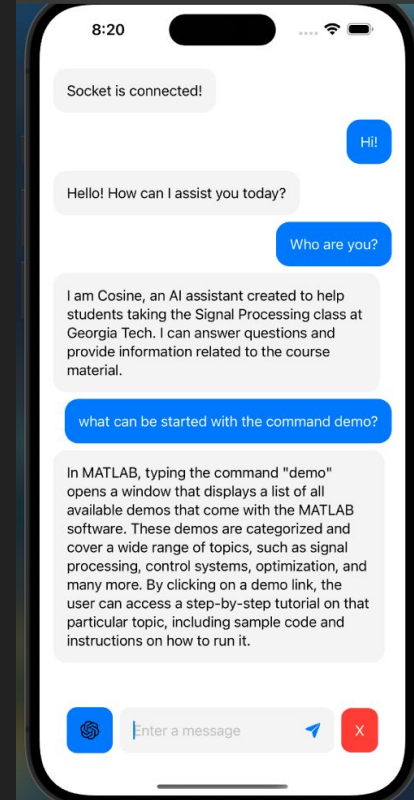 8:20
Socket is connected!
Hi!
Hello! How can I assist you today?
Who are you?
I am Cosine, an AI assistant created to help
students taking the Signal Processing class at
Georgia Tech. I can answer questions and
provide information related to the course
material.
what can be started with the command demo?
In MATLAB, typing the command "demo"
opens a window that displays a list of all
available demos that come with the MATLAB
software. These demos are categorized and
cover a wide range of topics, such as signal
processing, control systems, optimization, and
many more. By clicking on a demo link, the
user can access a step-by-step tutorial on that
particular topic, including sample code and
instructions on how to run it.
Enter a message
X